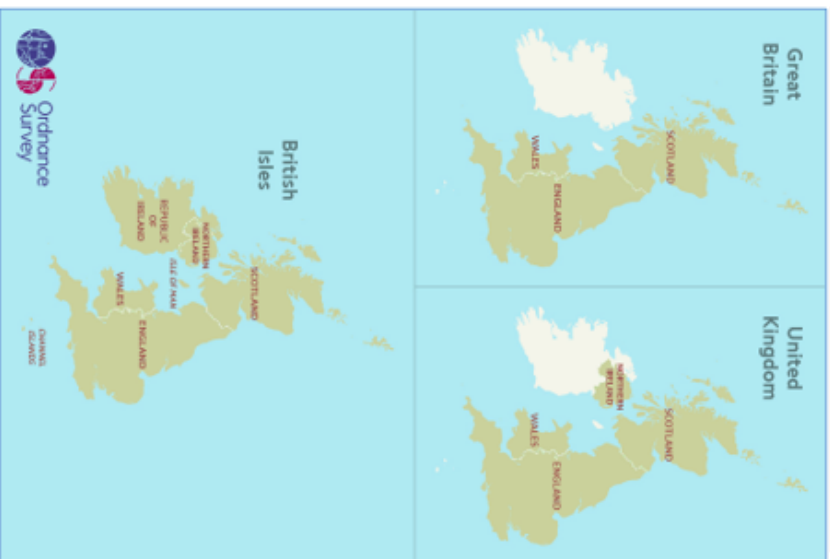 Great
Britain
SCOTLAND
WALES
ENGLAND
United
Kingdom
NORTHERN
IRELAND
SCOTLAND
WALES
ENGLAND
British
Isles
SCOTLAND
NORTHERN
IRELAND
REPUBLIC
OF
IRELAND
ISLE OF MAN
WALES
ENGLAND
CHANNEL
ISLANDS
Ordnance
Survey